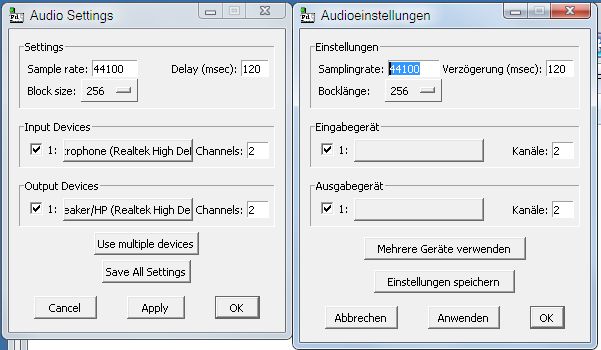 Audio Settings
Settings
Sample rate: 44100 Delay (msec): 120
Block size: 256
Input Devices
1: rophone (Realtek High Def Channels: 2
Output Devices
1: eaker/HP (Realtek High De Channels: 2
Use multiple devices
Save All Settings
Cancel Apply OK
Audioeinstellungen
Einstellungen
Samplingrate: 44100 Verzögerung (msec): 120
Bocklänge: 256
Eingabegerät
1: Kanäle: 2
Ausgabegerät
1: Kanäle: 2
Mehrere Geräte verwenden
Einstellungen speichern
Abbrechen Anwenden OK